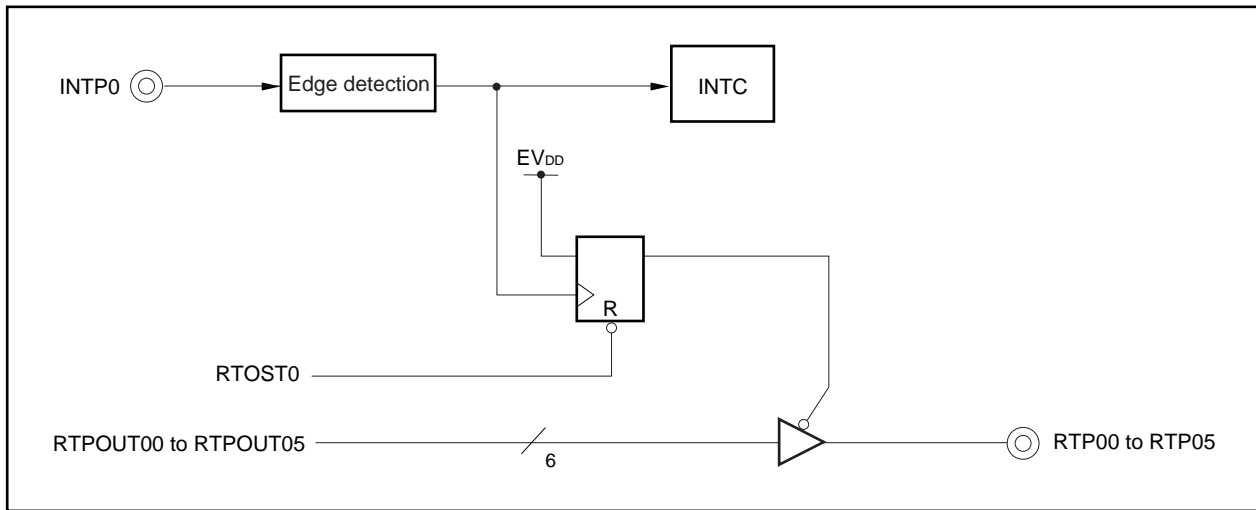 INTP0
Edge detection
INTC
EVDD
R
RTOST0
RTPOUT00 to RTPOUT05
6
RTP00 to RTP05